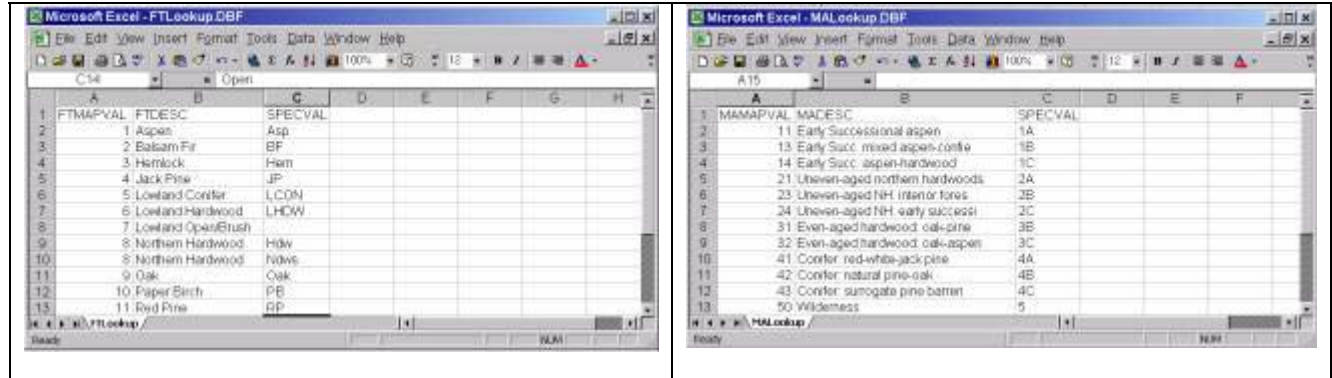 Microsoft Excel - FTLookup.DBF
File Edit View Insert Format Tools Data Window Help
100% 12 B I
C14 = Open
A B C D E F G H
1 FTMAPVAL FTDESC SPECVAL
2 1 Aspen Asp
3 2 Balsam Fir BF
4 3 Hemlock Hem
5 4 Jack Pine JP
6 5 Lowland Conifer LCON
7 6 Lowland Hardwood LHDW
8 7 Lowland Open/Brush
9 8 Northern Hardwood Hdw
10 8 Northern Hardwood Ndws
11 9 Oak Oak
12 10 Paper Birch PB
13 11 Red Pine RP
FTLookup
Ready NUM
Microsoft Excel - MALookup.DBF
File Edit View Insert Format Tools Data Window Help
100% 12 B I
A15 =
A B C D E F
1 MAMAPVAL MADESC SPECVAL
2 11 Early Successional aspen 1A
3 13 Early Succ. mixed aspen-conife 1B
4 14 Early Succ. aspen-hardwood 1C
5 21 Uneven-aged northern hardwoods 2A
6 23 Uneven-aged NH: interior fores 2B
7 24 Uneven-aged NH: early successi 2C
8 31 Even-aged hardwood: oak-pine 3B
9 32 Even-aged hardwood: oak-aspen 3C
10 41 Conifer: red-white-jack pine 4A
11 42 Conifer: natural pine-oak 4B
12 43 Conifer: surrogate pine barren 4C
13 50 Wilderness 5
MALookup
Ready NUM